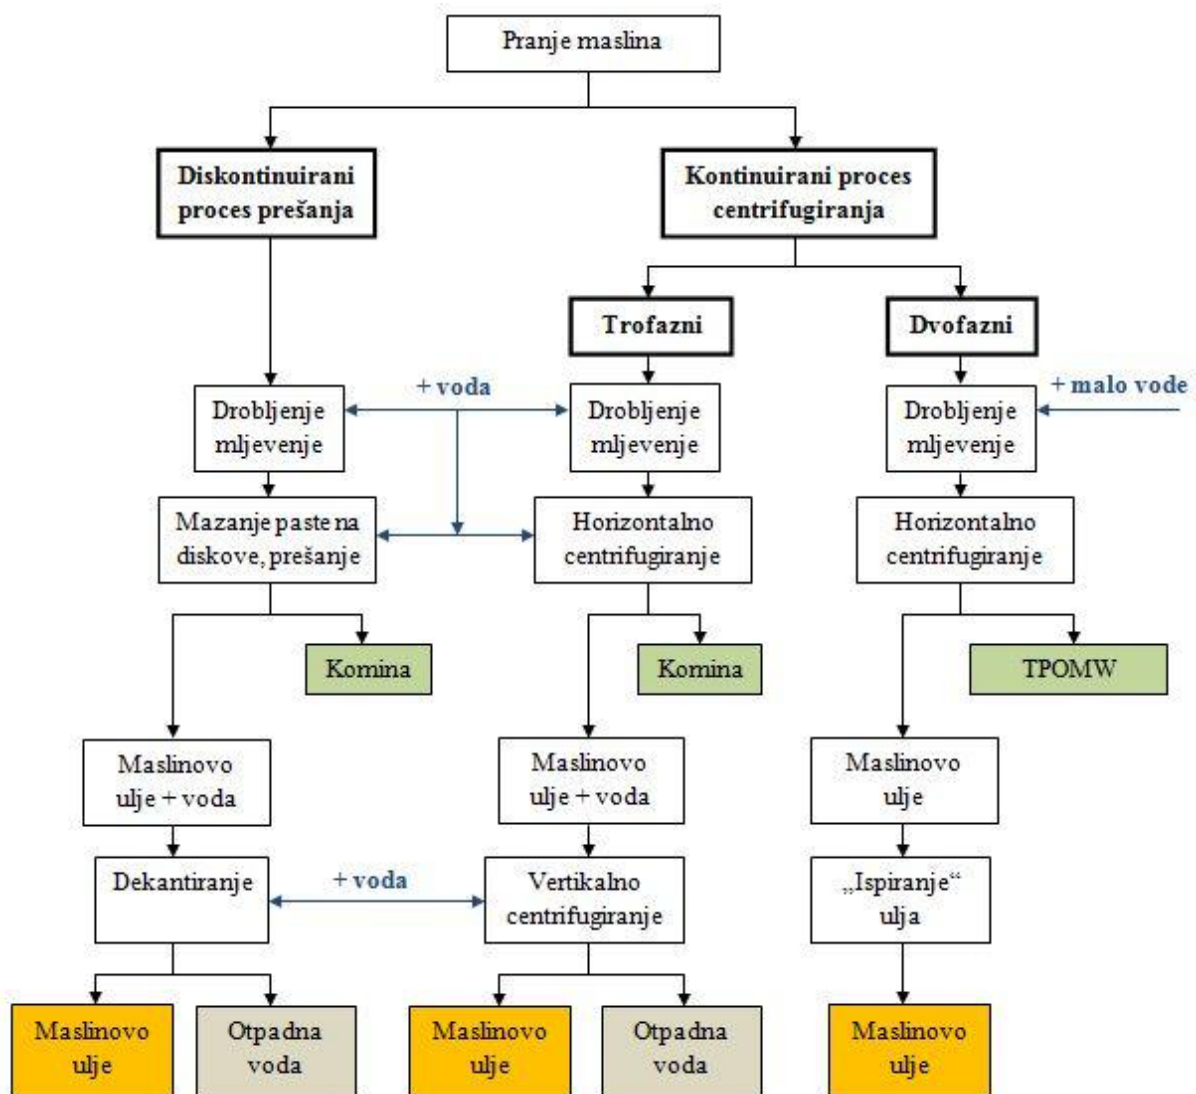 Pranje maslina
Diskontinuirani
proces prešanja
Kontinuirani proces
centrifugiranja
Trofazni
Dvofazni
+ voda
+ malo vode
Drobljenje
mljevenje
Drobljenje
mljevenje
Drobljenje
mljevenje
Mazanje paste na
diskove, prešanje
Horizontalno
centrifugiranje
Horizontalno
centrifugiranje
Komina
Komina
TPOMW
Maslinovo
ulje + voda
Maslinovo
ulje + voda
Maslinovo
ulje
Dekantiranje
+ voda
Vertikalno
centrifugiranje
„Ispiranje“
ulja
Maslinovo
ulje
Otpadna
voda
Maslinovo
ulje
Otpadna
voda
Maslinovo
ulje